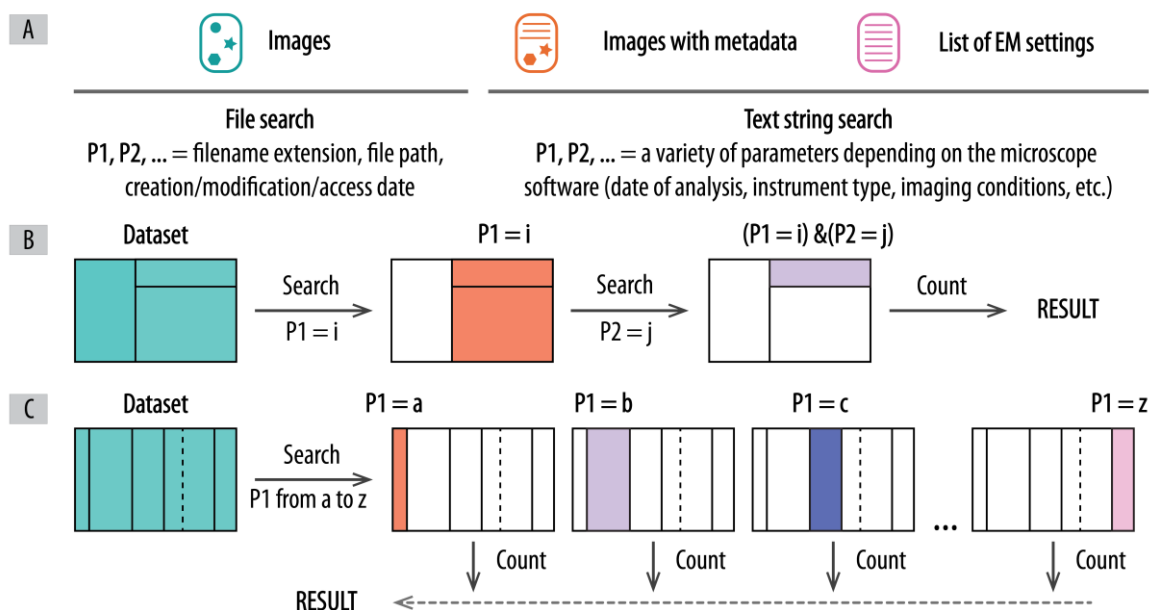 A
Images
Images with metadata
List of EM settings
File search
P1, P2, ... = filename extension, file path,
creation/modification/access date
Text string search
P1, P2, ... = a variety of parameters depending on the microscope
software (date of analysis, instrument type, imaging conditions, etc.)
B
Dataset
Search
P1 = i
P1 = i
Search
P2 = j
(P1 = i) &(P2 = j)
Count
RESULT
C
Dataset
Search
P1 from a to z
P1 = a
P1 = b
P1 = c
...
P1 = z
Count
Count
Count
Count
RESULT